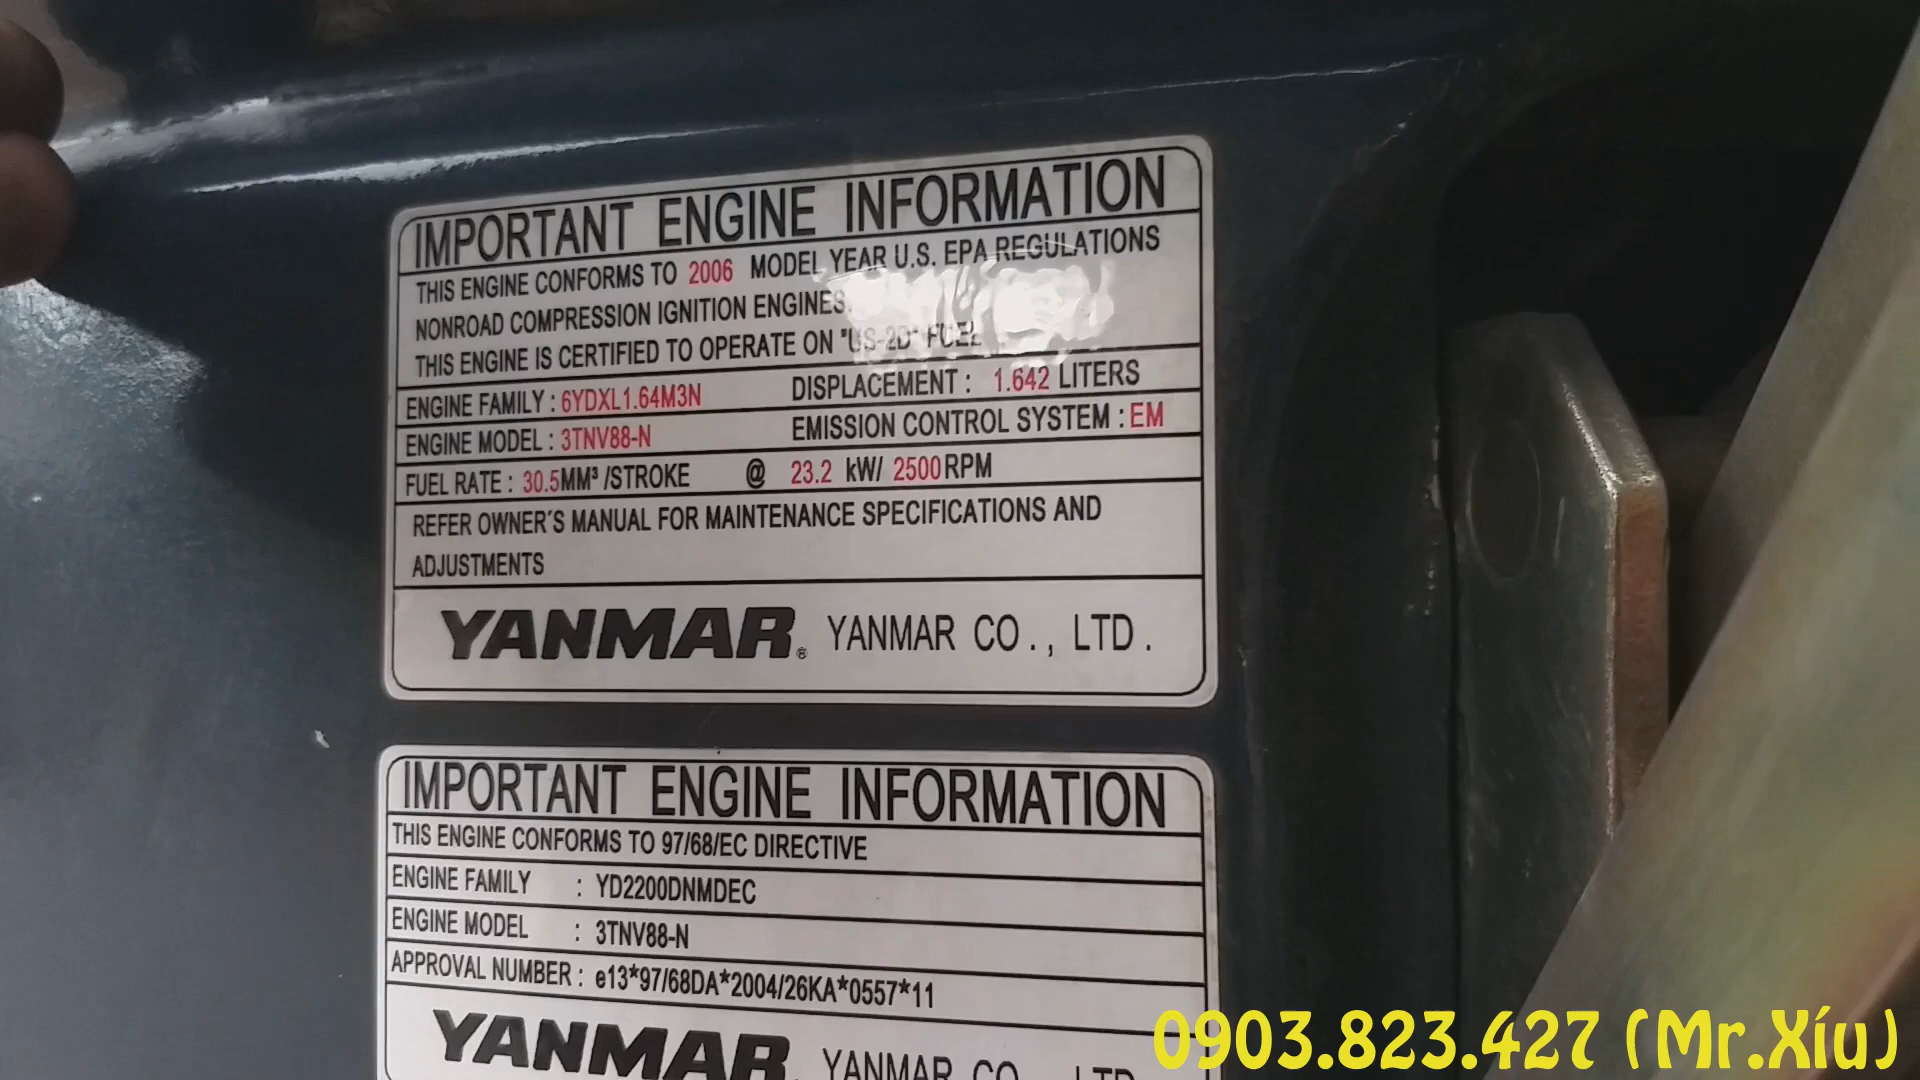 IMPORTANT ENGINE INFORMATION
THIS ENGINE CONFORMS TO 2006 MODEL YEAR U.S. EPA REGULATIONS
NONROAD COMPRESSION IGNITION ENGINES.
THIS ENGINE IS CERTIFIED TO OPERATE ON "US-2D" FUEL
ENGINE FAMILY : 6YDXL1.64M3N DISPLACEMENT : 1.642 LITERS
ENGINE MODEL : 3TNV88-N EMISSION CONTROL SYSTEM : EM
FUEL RATE : 30.5MM³ /STROKE @ 23.2 kW/ 2500 RPM
REFER OWNER'S MANUAL FOR MAINTENANCE SPECIFICATIONS AND
ADJUSTMENTS
YANMAR® YANMAR CO., LTD.
IMPORTANT ENGINE INFORMATION
THIS ENGINE CONFORMS TO 97/68/EC DIRECTIVE
ENGINE FAMILY : YD2200DNMDEC
ENGINE MODEL : 3TNV88-N
APPROVAL NUMBER : e13*97/68DA*2004/26KA*0557*11
YANMAR YANMAR CO., LTD.
0903.823.427 (Mr.Xíu)